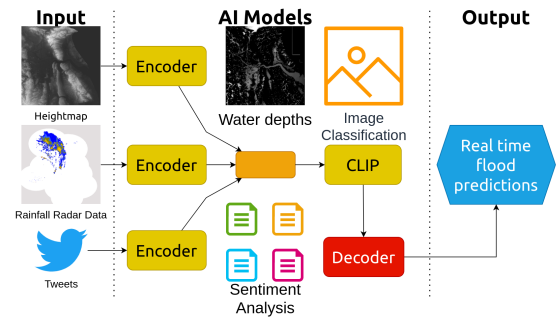 Input
AI Models
Output
Encoder
Heightmap
Water depths
Image
Classification
Encoder
CLIP
Real time
flood
predictions
Rainfall Radar Data
Encoder
Decoder
Tweets
Sentiment
Analysis